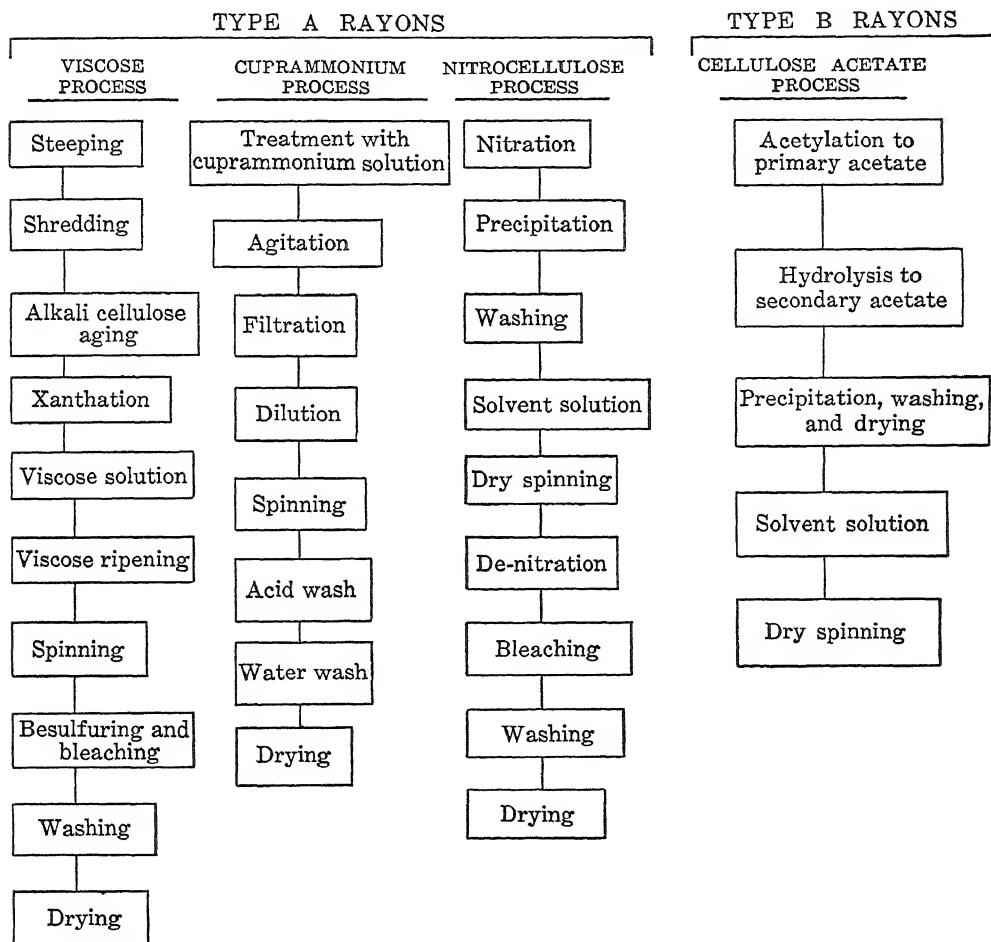 TYPE A RAYONS
VISCOSE
PROCESS
Steeping
Shredding
Alkali cellulose
aging
Xanthation
Viscose solution
Viscose ripening
Spinning
Besulfuring and
bleaching
Washing
Drying
CUPRAMMONIUM
PROCESS
Treatment with
cuprammonium solution
Agitation
Filtration
Dilution
Spinning
Acid wash
Water wash
Drying
NITROCELLULOSE
PROCESS
Nitration
Precipitation
Washing
Solvent solution
Dry spinning
De-nitration
Bleaching
Washing
Drying
TYPE B RAYONS
CELLULOSE ACETATE
PROCESS
Acetylation to
primary acetate
Hydrolysis to
secondary acetate
Precipitation, washing,
and drying
Solvent solution
Dry spinning